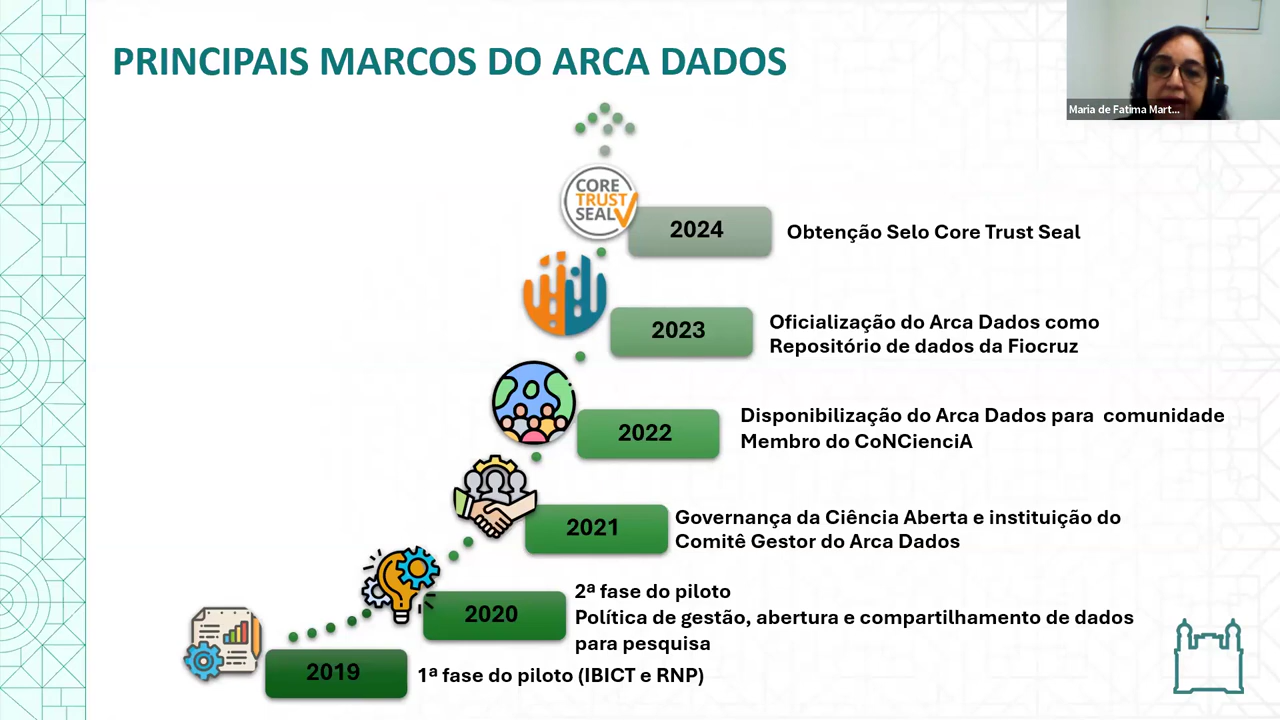 PRINCIPAIS MARCOS DO ARCA DADOS
Maria de Fatima Mart...
CORE
TRUST
SEAL
2024
Obtenção Selo Core Trust Seal
2023
Oficialização do Arca Dados como
Repositório de dados da Fiocruz
2022
Disponibilização do Arca Dados para comunidade
Membro do CoNCienciA
2021
Governança da Ciência Aberta e instituição do
Comitê Gestor do Arca Dados
2020
2ª fase do piloto
Política de gestão, abertura e compartilhamento de dados
para pesquisa
2019
1ª fase do piloto (IBICT e RNP)